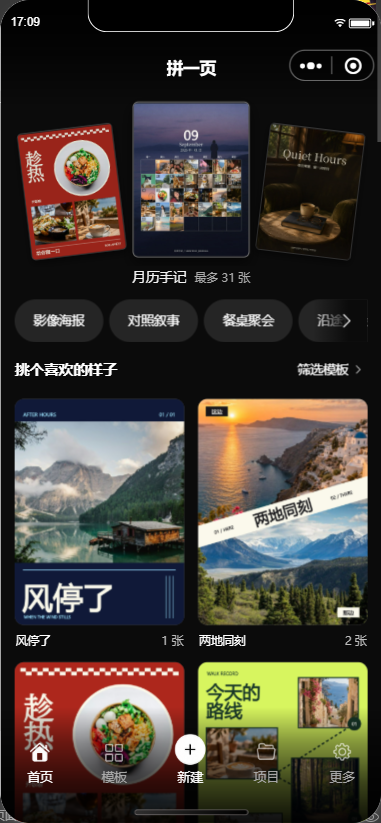 17:09
拼一页
趁热
09
September
Quiet Hours
月历手记 最多 31 张
影像海报
对照叙事
餐桌聚会
沿途
挑个喜欢的样子
筛选模板
AFTER HOURS
01 / 01
风停了
WHEN THE WIND STILLS
两地同刻
风停了
1 张
两地同刻
2 张
趁热
WALK RECORD
今天的
路线
首页
模板
新建
项目
更多